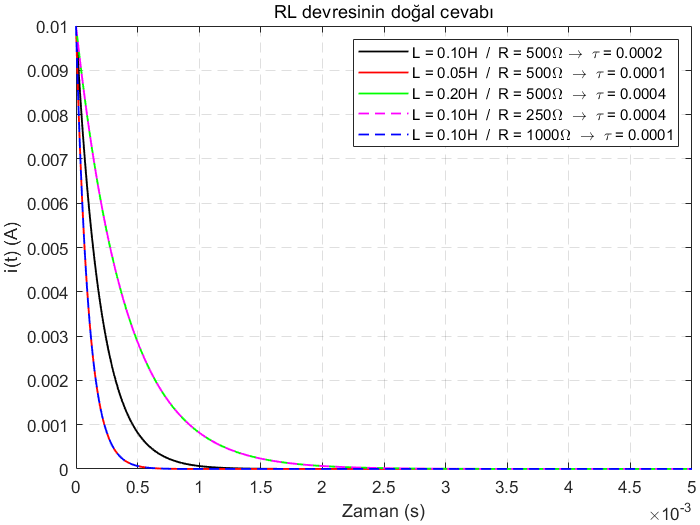 RL devresinin doğal cevabı
L = 0.10H / R = 500Ω → τ = 0.0002
L = 0.05H / R = 500Ω → τ = 0.0001
L = 0.20H / R = 500Ω → τ = 0.0004
L = 0.10H / R = 250Ω → τ = 0.0004
L = 0.10H / R = 1000Ω → τ = 0.0001
i(t) (A)
0.01
0.009
0.008
0.007
0.006
0.005
0.004
0.003
0.002
0.001
0
0 0.5 1 1.5 2 2.5 3 3.5 4 4.5 5
Zaman (s)
×10⁻³